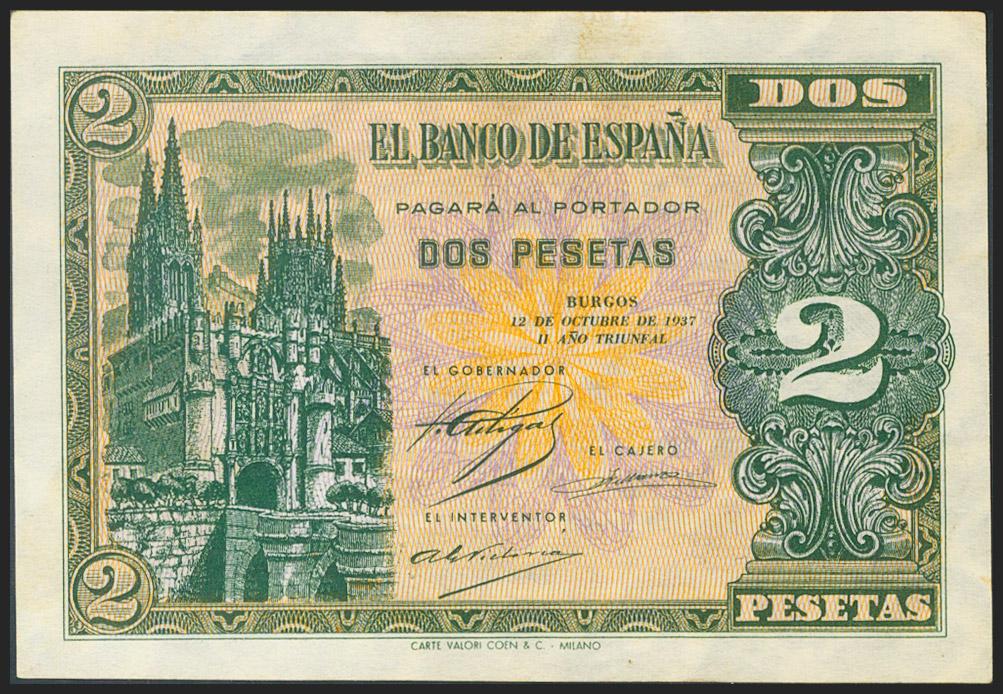 2
DOS
EL BANCO DE ESPAÑA
PAGARÁ AL PORTADOR
DOS PESETAS
BURGOS
12 DE OCTUBRE DE 1937
II AÑO TRIUNFAL
EL GOBERNADOR
2
EL CAJERO
EL INTERVENTOR
2
PESETAS
CARTE VALORI COEN & C. - MILANO